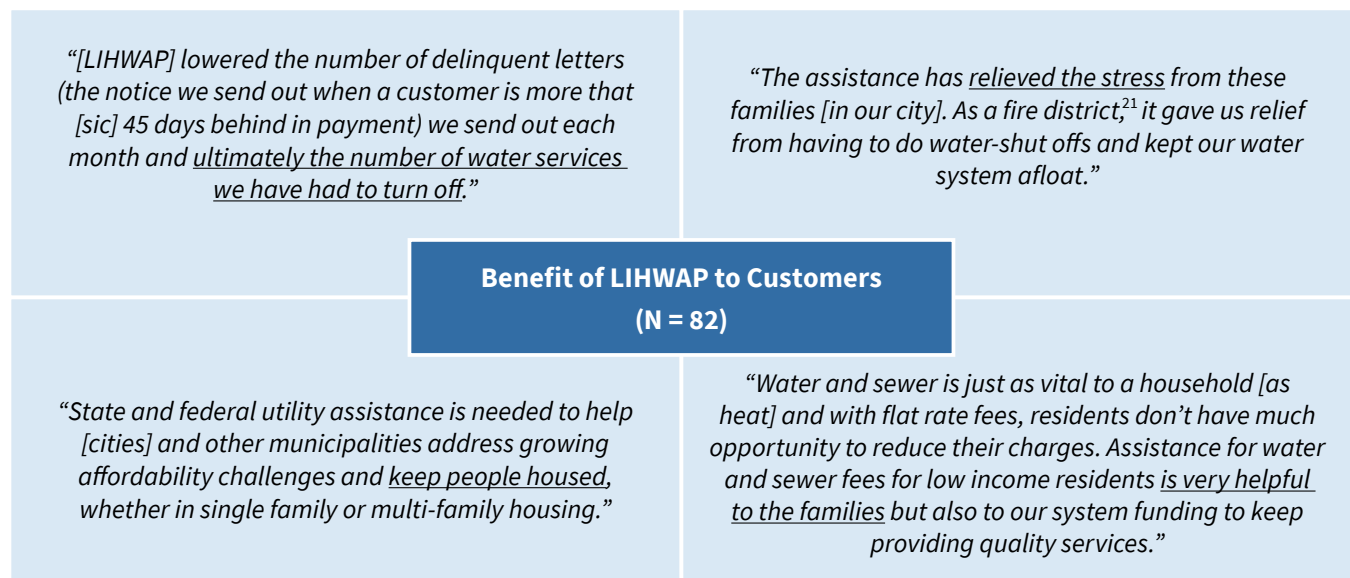 “[LIHWAP] lowered the number of delinquent letters
(the notice we send out when a customer is more that
[sic] 45 days behind in payment) we send out each
month and ultimately the number of water services
we have had to turn off.”
“The assistance has relieved the stress from these
families [in our city]. As a fire district,21 it gave us relief
from having to do water-shut offs and kept our water
system afloat.”
Benefit of LIHWAP to Customers
(N = 82)
“State and federal utility assistance is needed to help
[cities] and other municipalities address growing
affordability challenges and keep people housed,
whether in single family or multi-family housing.”
“Water and sewer is just as vital to a household [as
heat] and with flat rate fees, residents don’t have much
opportunity to reduce their charges. Assistance for water
and sewer fees for low income residents is very helpful
to the families but also to our system funding to keep
providing quality services.”